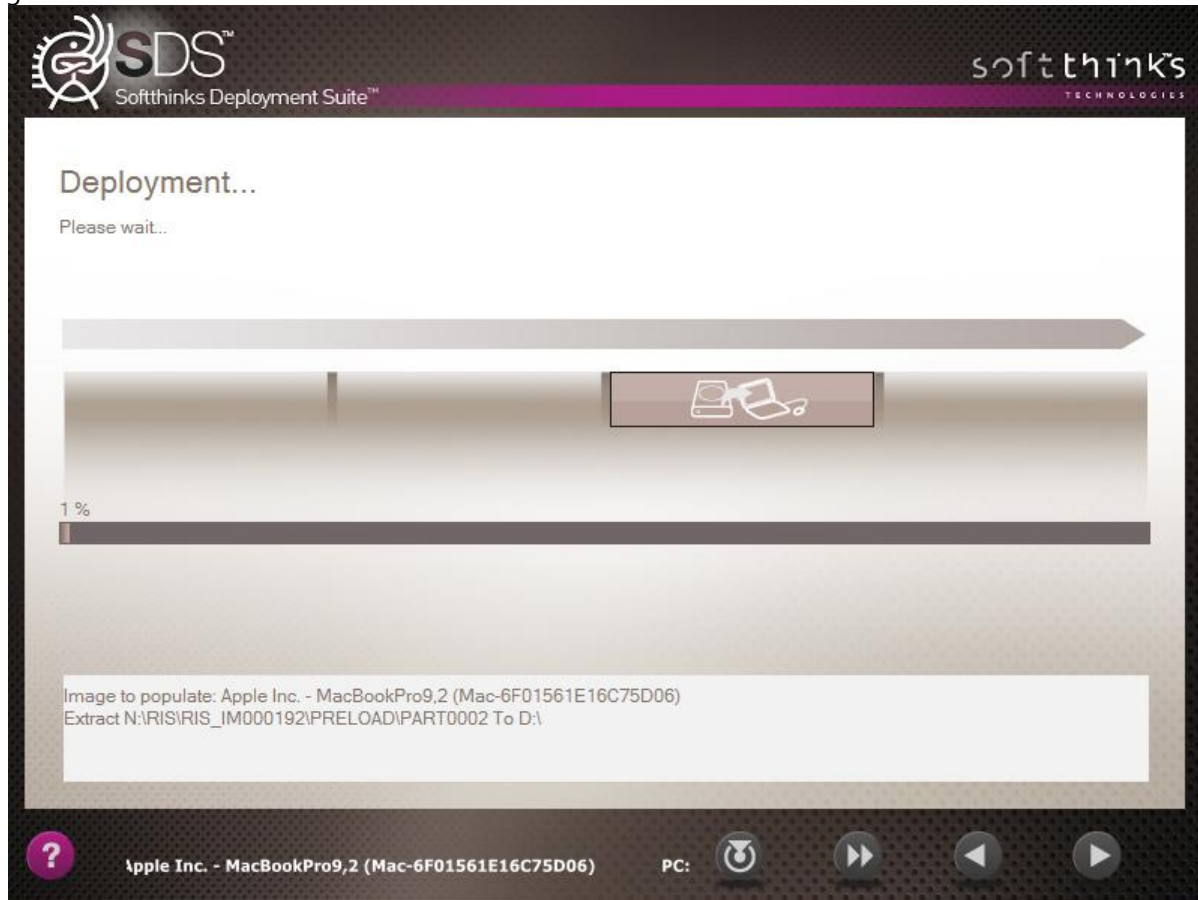 SDS™
Softthinks Deployment Suite™
softthinks™
TECHNOLOGIES
Deployment...
Please wait...
1 %
Image to populate: Apple Inc. - MacBookPro9,2 (Mac-6F01561E16C75D06)
Extract N:\RIS\RIS_IM000192\PRELOAD\PART0002 To D:\
?
Apple Inc. - MacBookPro9,2 (Mac-6F01561E16C75D06) PC: